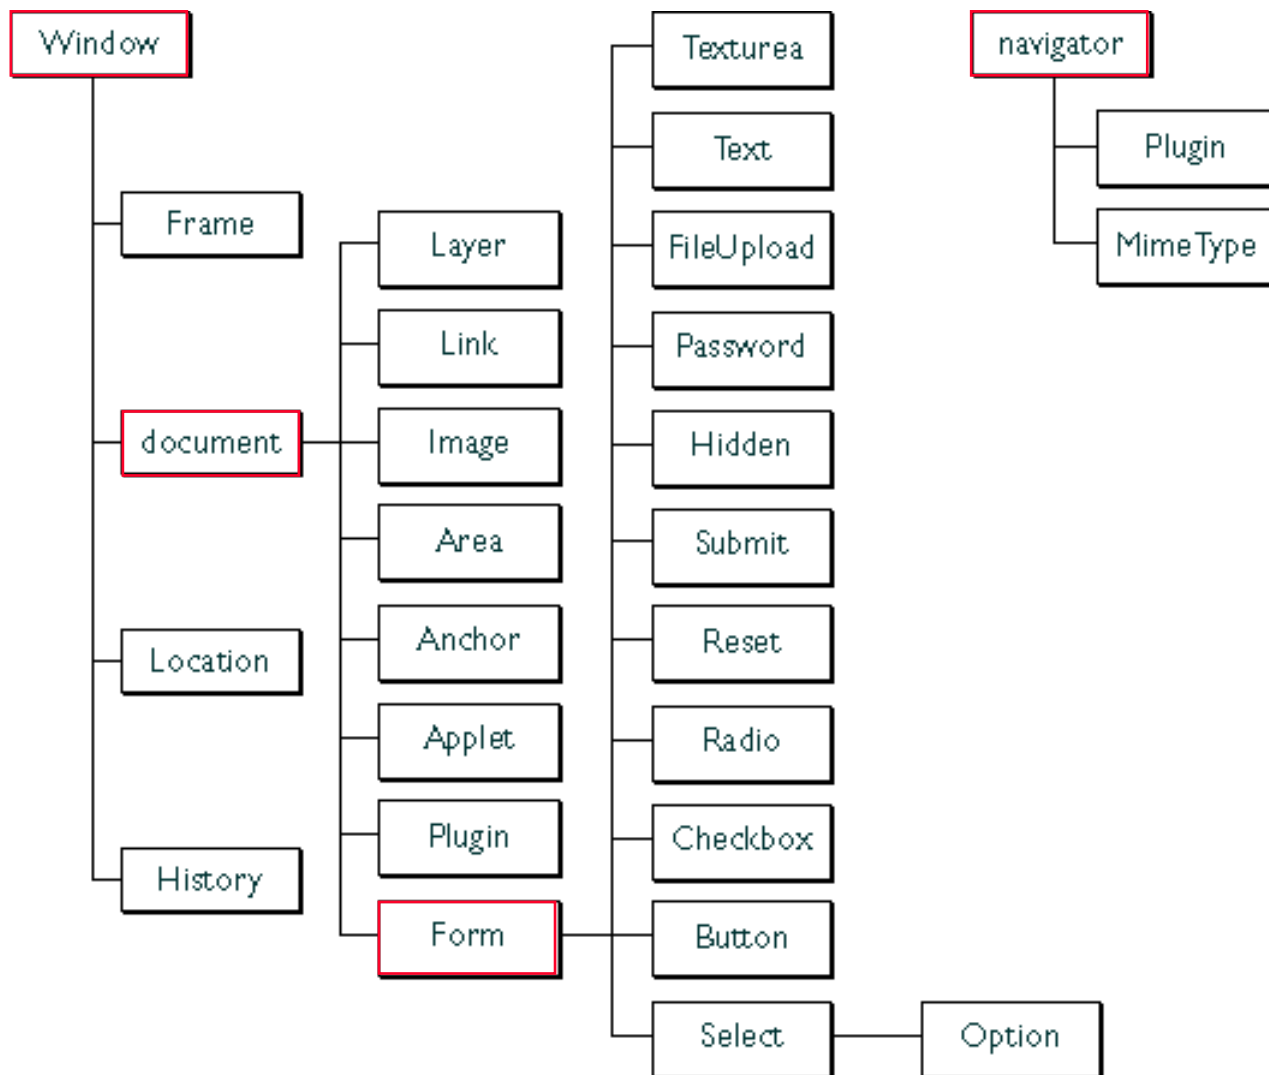 Window
Frame
document
Location
History
Layer
Link
Image
Area
Anchor
Applet
Plugin
Form
Texturea
Text
FileUpload
Password
Hidden
Submit
Reset
Radio
Checkbox
Button
Select
Option
navigator
Plugin
MimeType